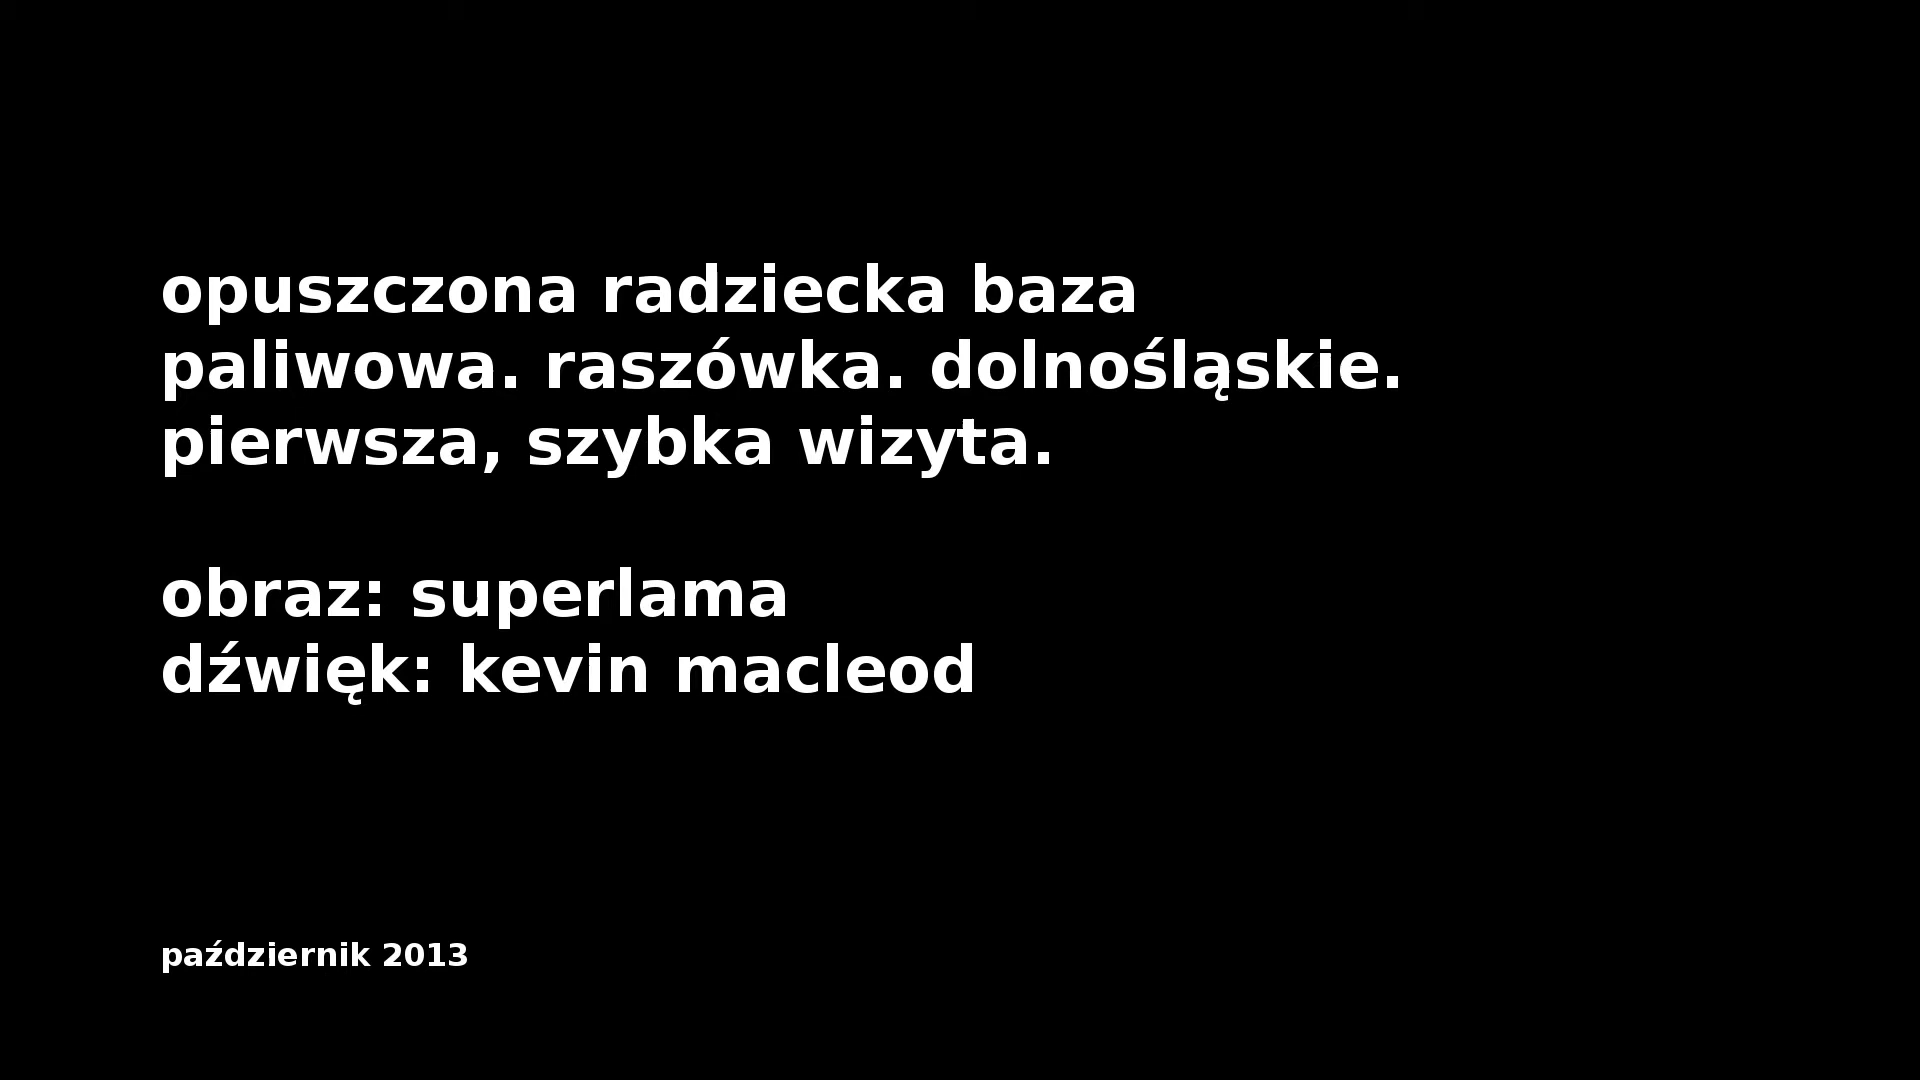 opuszczona radziecka baza
paliwowa. raszówka. dolnośląskie.
pierwsza, szybka wizyta.
obraz: superlama
dźwięk: kevin macleod
październik 2013